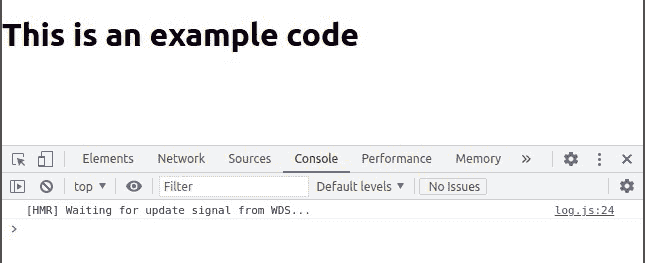 This is an example code
Elements Network Sources Console Performance Memory »
top ▼ Filter Default levels ▼ No Issues
[HMR] Waiting for update signal from WDS... log.js:24
>